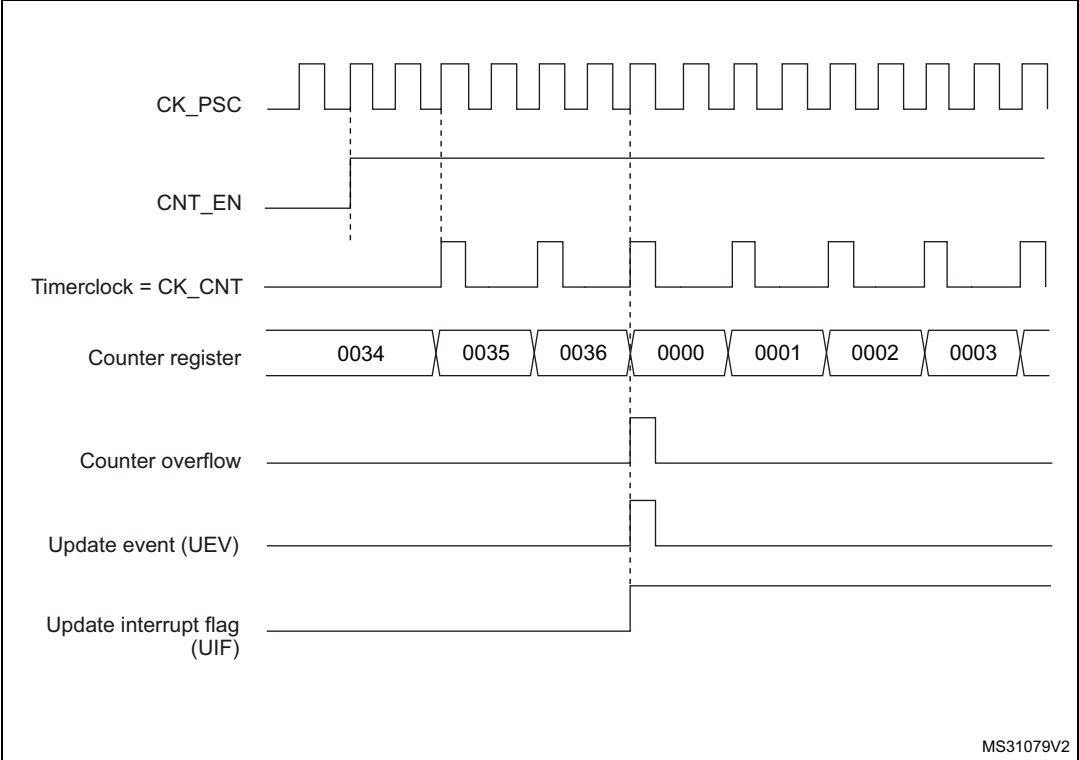 CK_PSC
CNT_EN
Timerclock = CK_CNT
Counter register
0034
0035
0036
0000
0001
0002
0003
Counter overflow
Update event (UEV)
Update interrupt flag
(UIF)
MS31079V2